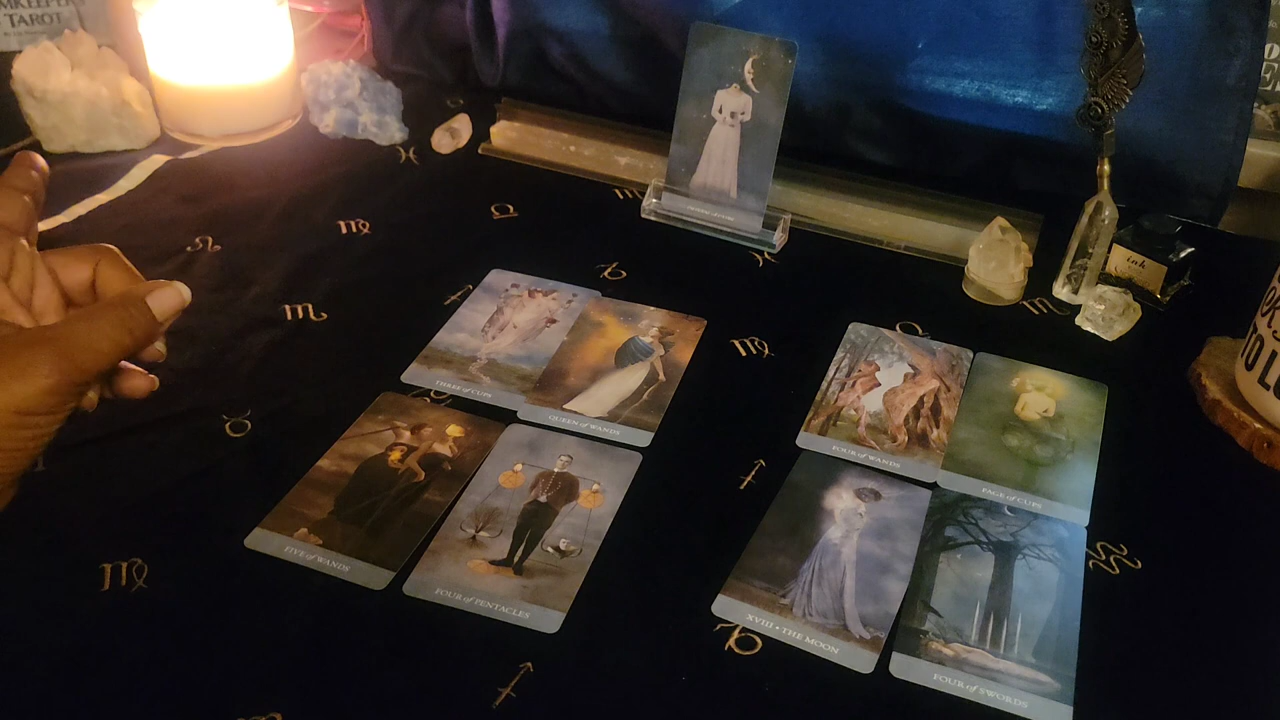 TAROT
ink
THREE of CUPS
QUEEN of WANDS
FIVE of WANDS
FOUR of PENTACLES
FOUR of WANDS
PAGE of CUPS
XVIII • THE MOON
FOUR of SWORDS
TO L